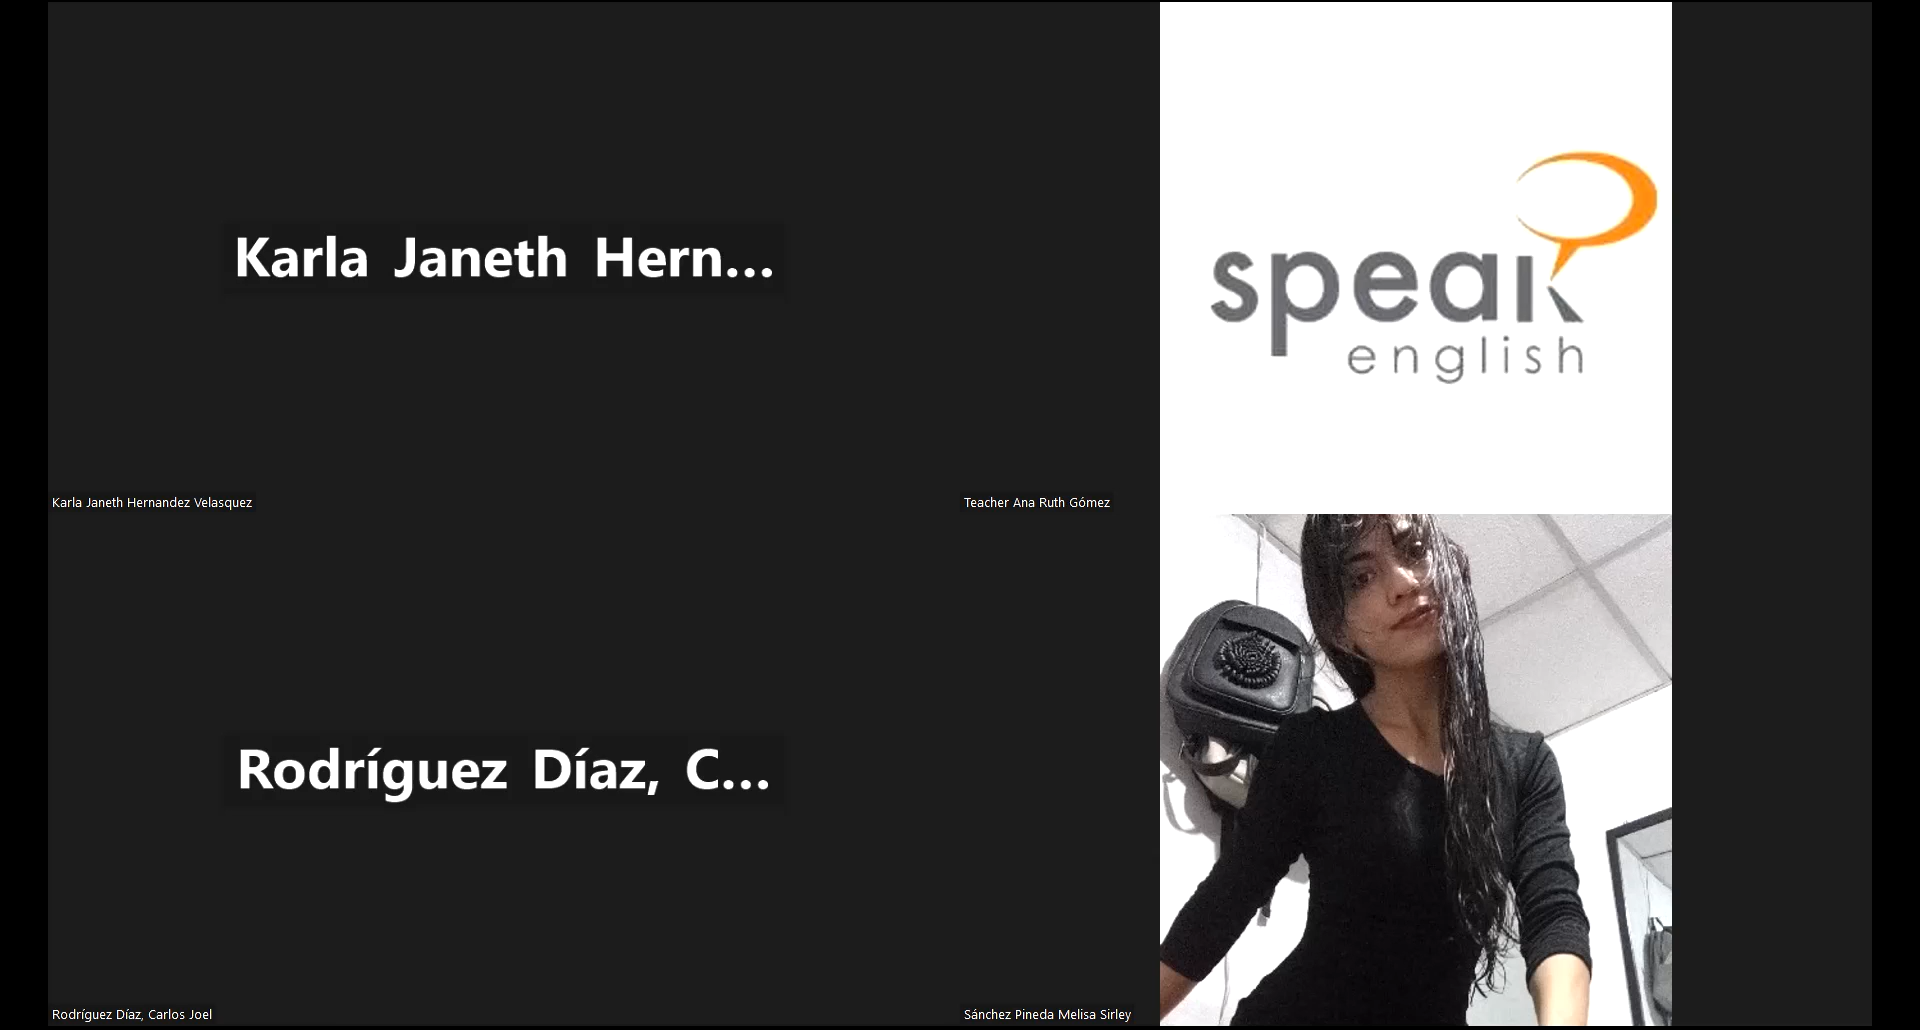 Karla Janeth Hern...
speak
english
Karla Janeth Hernandez Velasquez
Teacher Ana Ruth Gómez
Rodríguez Díaz, C...
Rodríguez Díaz, Carlos Joel
Sánchez Pineda Melisa Sirley